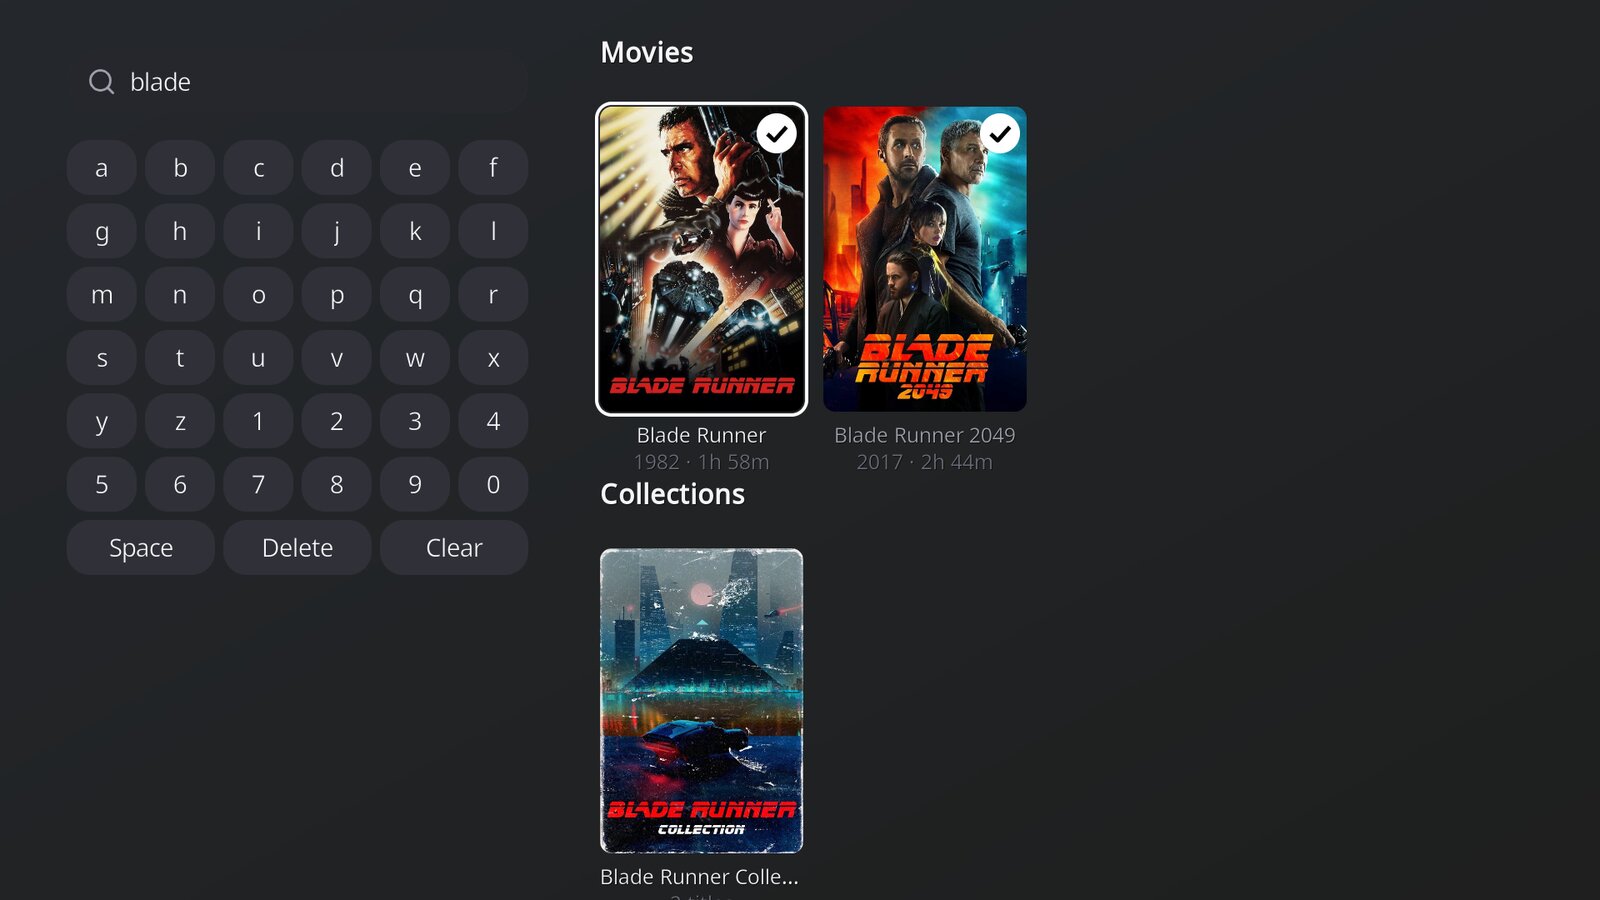 blade
a b c d e f
g h i j k l
m n o p q r
s t u v w x
y z 1 2 3 4
5 6 7 8 9 0
Space Delete Clear
Movies
BLADE RUNNER
BLADE
RUNNER
2049
Blade Runner
1982 · 1h 58m
Blade Runner 2049
2017 · 2h 44m
Collections
BLADE RUNNER
COLLECTION
Blade Runner Colle...